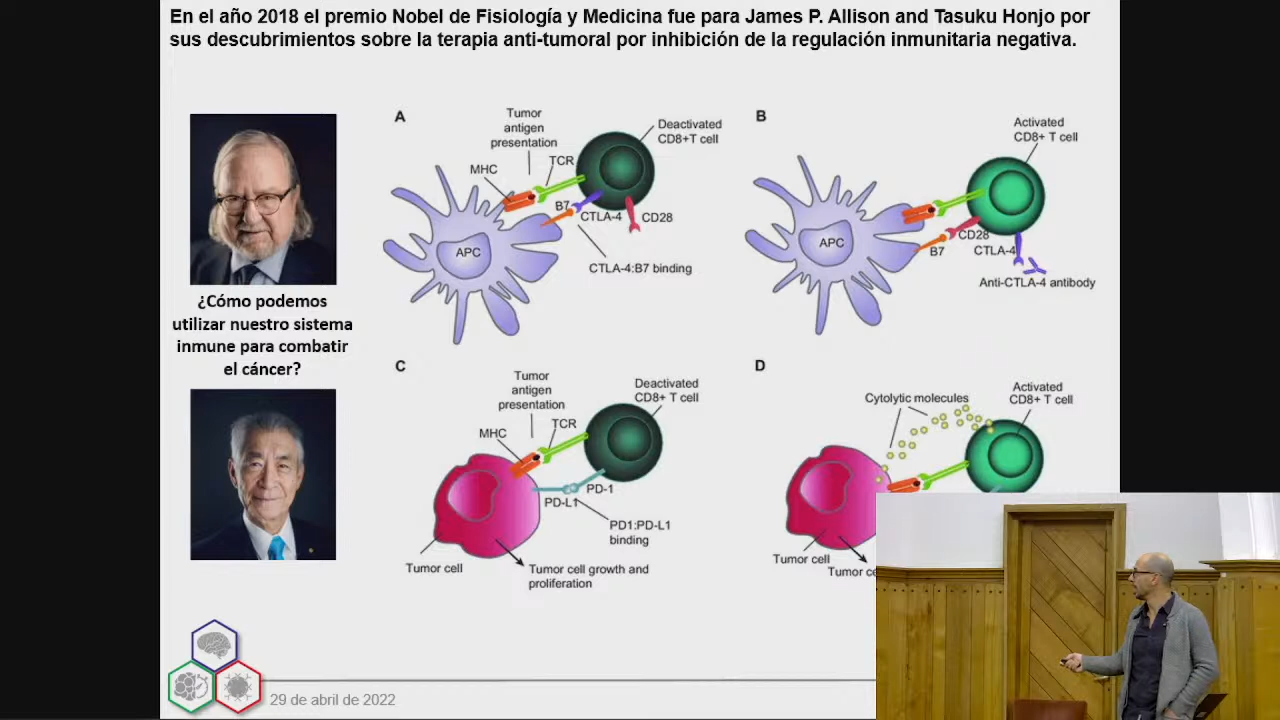 En el año 2018 el premio Nobel de Fisiología y Medicina fue para James P. Allison and Tasuku Honjo por
sus descubrimientos sobre la terapia anti-tumoral por inhibición de la regulación inmunitaria negativa.
¿Cómo podemos
utilizar nuestro sistema
inmune para combatir
el cáncer?
A
Tumor
antigen
presentation
Deactivated
CD8+T cell
MHC
TCR
B7
CTLA-4
CD28
APC
CTLA-4:B7 binding
B
Activated
CD8+ T cell
APC
CD28
B7
CTLA-4
Anti-CTLA-4 antibody
C
Tumor
antigen
presentation
Deactivated
CD8+ T cell
MHC
TCR
PD-L1
PD-1
PD1:PD-L1
binding
Tumor cell
Tumor cell growth and
proliferation
D
Cytolytic molecules
Activated
CD8+ T cell
Tumor cell
Tumor
29 de abril de 2022